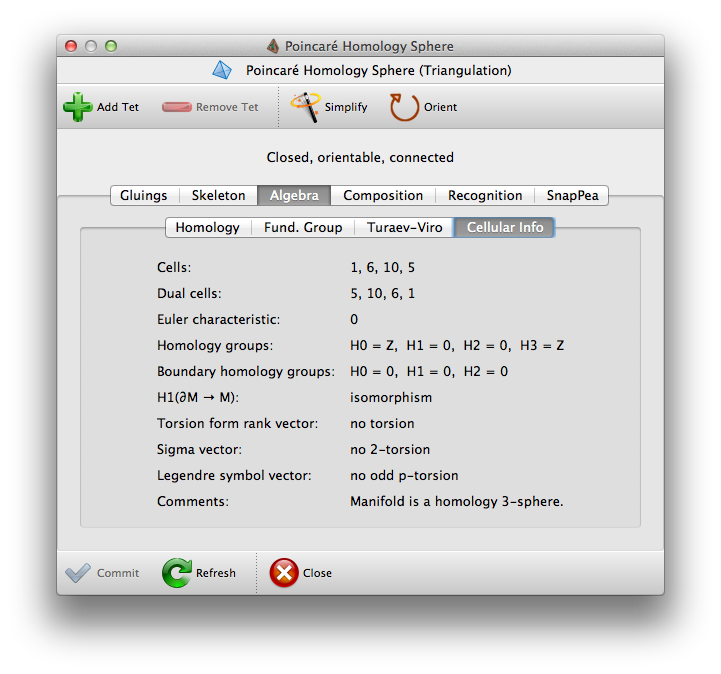 Poincaré Homology Sphere
Poincaré Homology Sphere (Triangulation)
Add Tet Remove Tet Simplify Orient
Closed, orientable, connected
Gluings Skeleton Algebra Composition Recognition SnapPea
Homology Fund. Group Turaev-Viro Cellular Info
Cells: 1, 6, 10, 5
Dual cells: 5, 10, 6, 1
Euler characteristic: 0
Homology groups: H0 = Z, H1 = 0, H2 = 0, H3 = Z
Boundary homology groups: H0 = 0, H1 = 0, H2 = 0
H1(∂M → M): isomorphism
Torsion form rank vector: no torsion
Sigma vector: no 2-torsion
Legendre symbol vector: no odd p-torsion
Comments: Manifold is a homology 3-sphere.
Commit Refresh Close